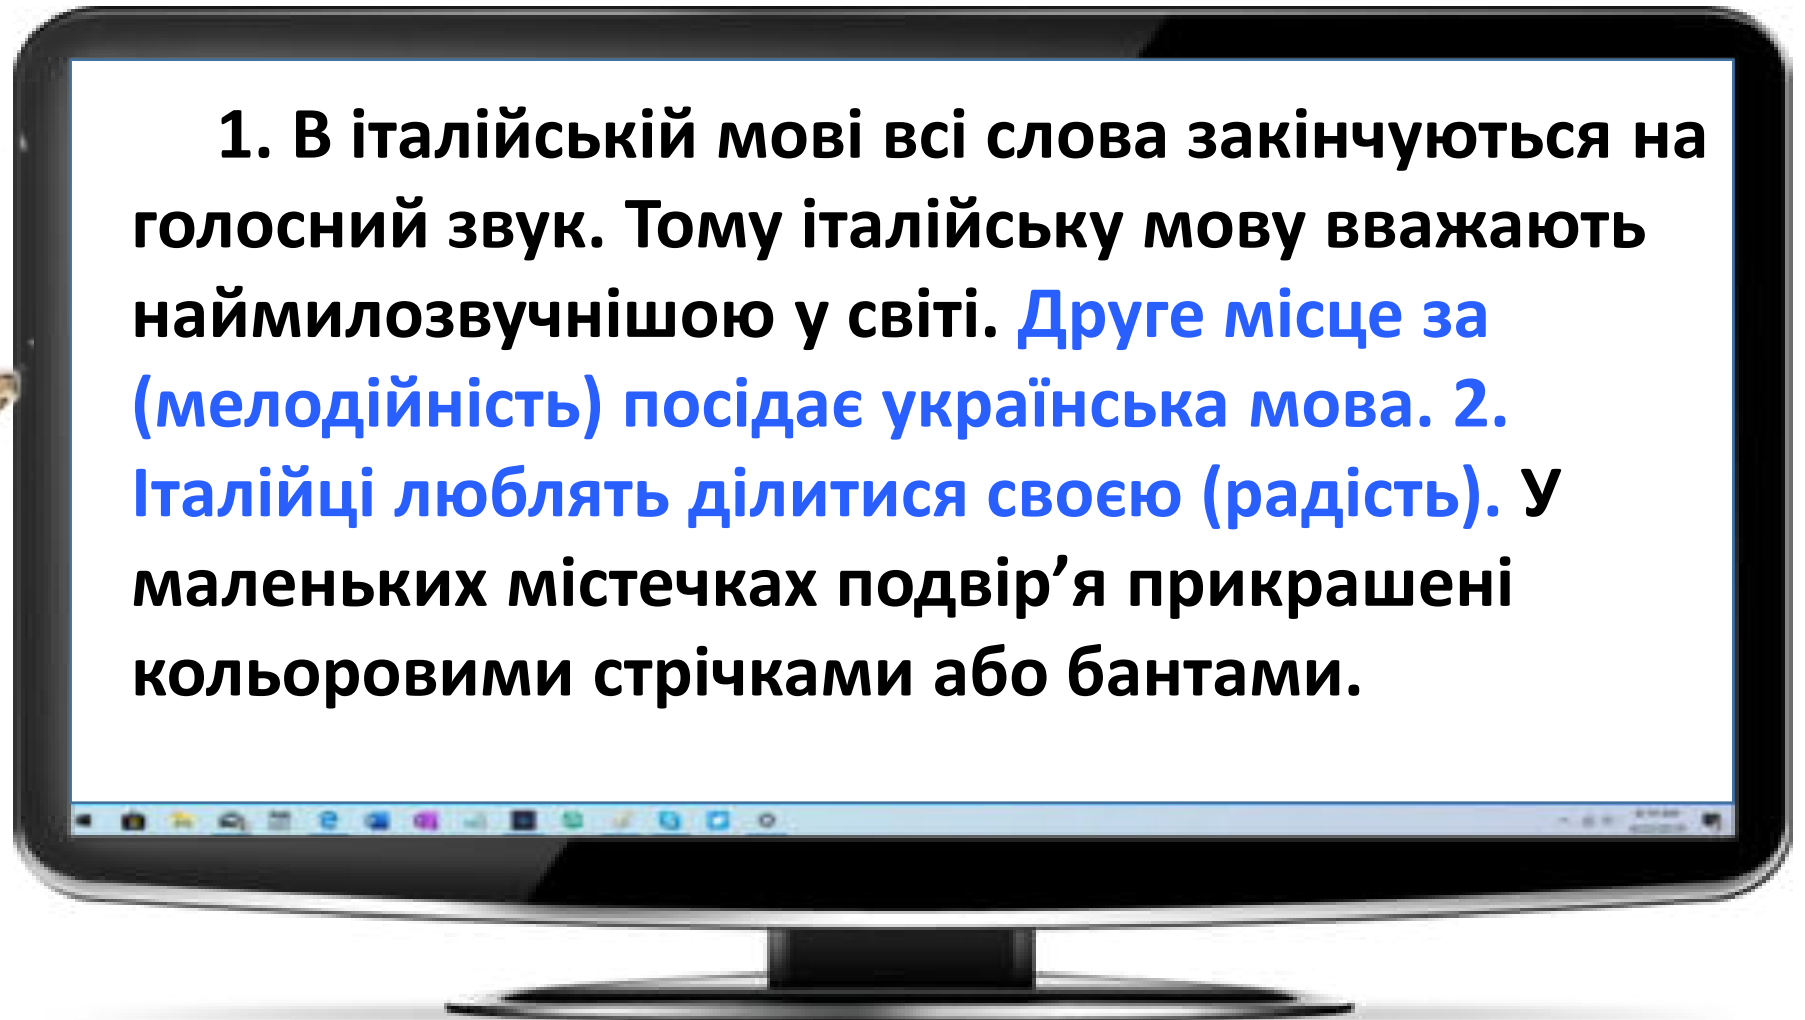 1. В італійській мові всі слова закінчуються на
голосний звук. Тому італійську мову вважають
наймилозвучнішою у світі. Друге місце за
(мелодійність) посідає українська мова. 2.
Італійці люблять ділитися своєю (радість). У
маленьких містечках подвір’я прикрашені
кольоровими стрічками або бантами.